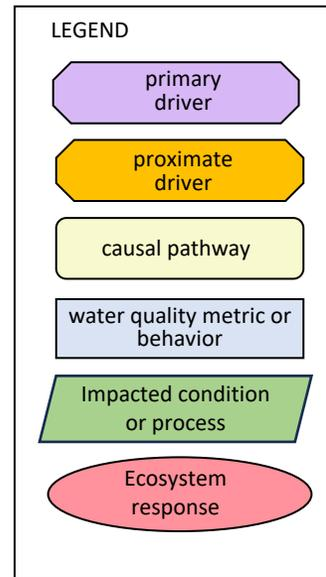 LEGEND
primary
driver
proximate
driver
causal pathway
water quality metric or
behavior
Impacted condition
or process
Ecosystem
response